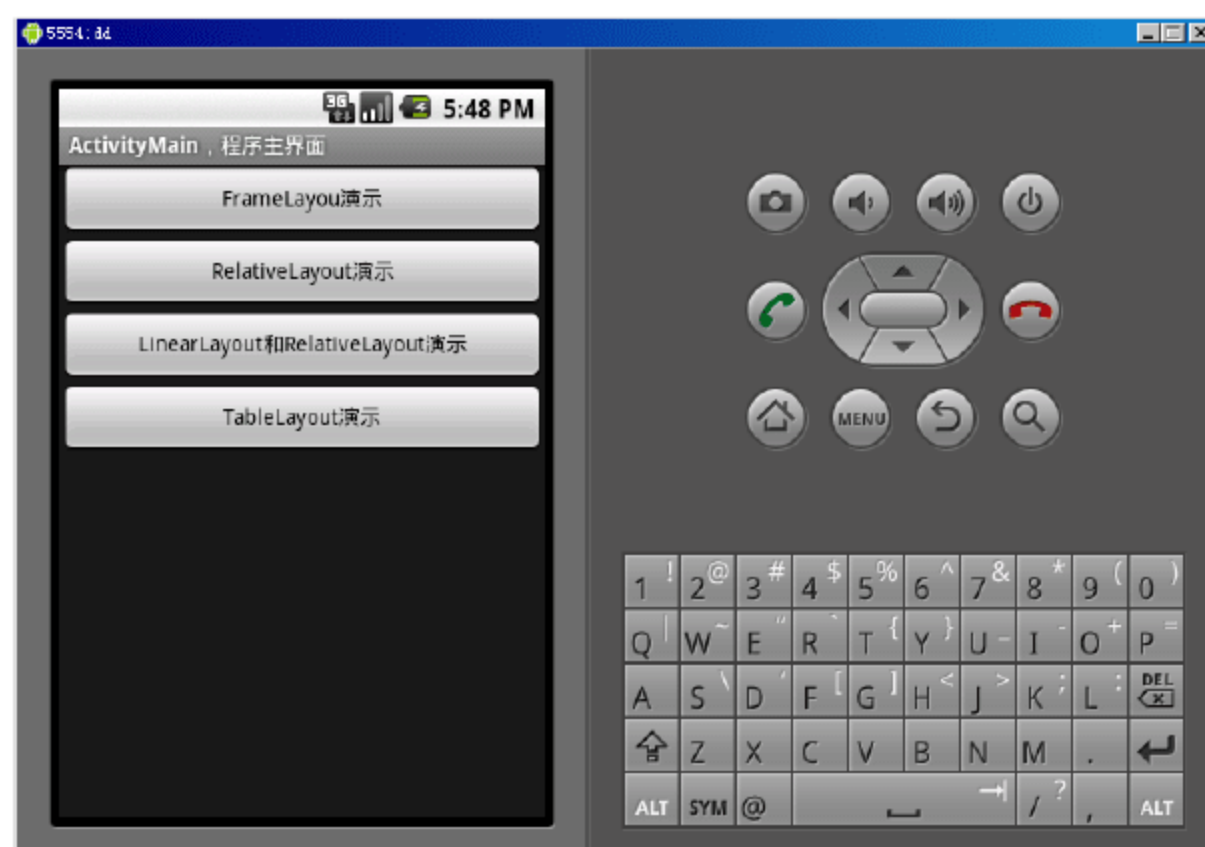 5554:dd
3G 5:48 PM
ActivityMain，程序主界面
FrameLayou演示
RelativeLayout演示
LinearLayout和RelativeLayout演示
TableLayout演示
MENU
1 ! 2 @ 3 # 4 $ 5 % 6 ^ 7 & 8 * 9 ( 0 )
Q | W ~ E " R ` T { Y } U _ I - O + P =
A S \ D ' F [ G ] H < J > K ; L : DEL
Z X C V B N M .
ALT SYM @ / ? , ALT